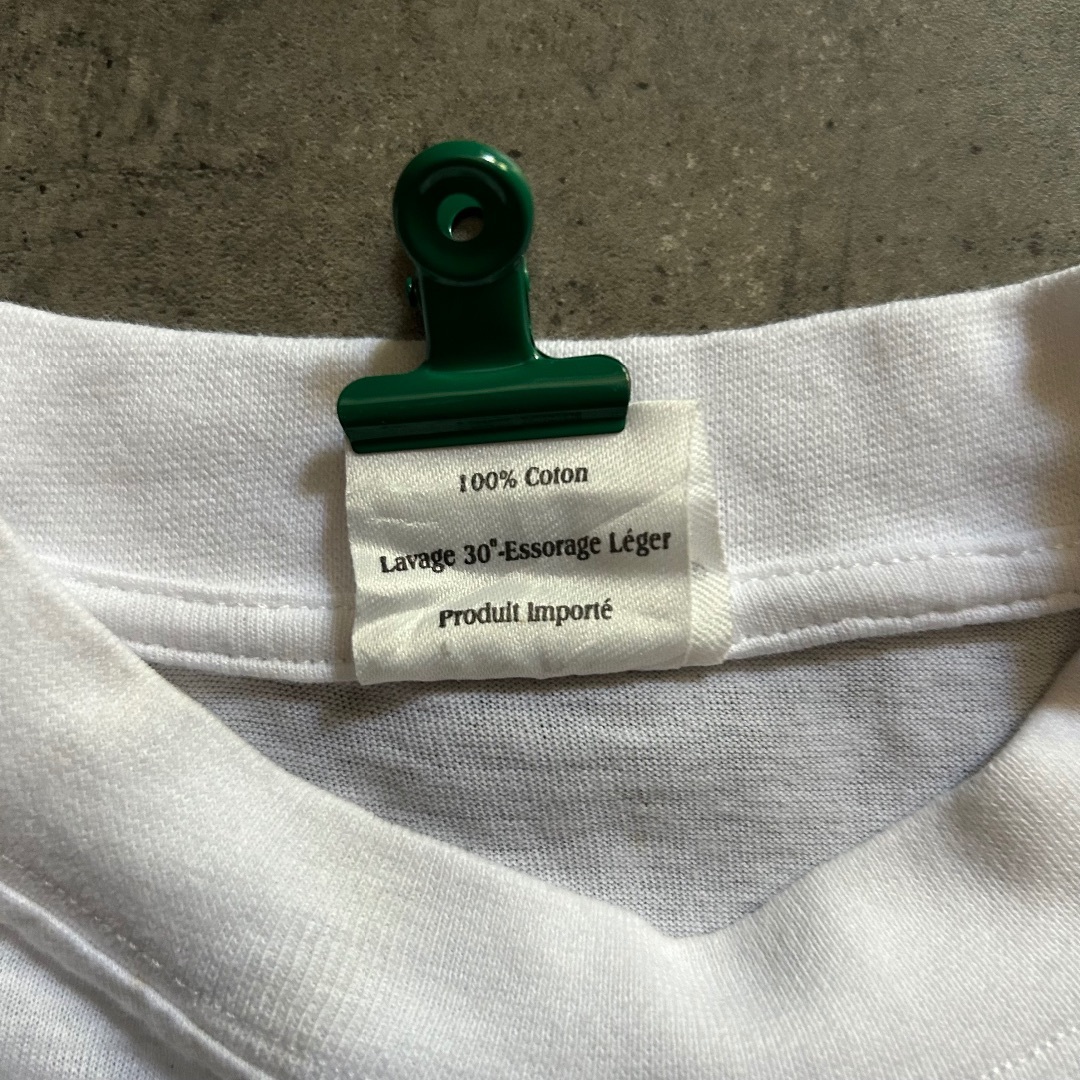 100% Coton
Lavage 30"-Essorage Léger
Produit Importé